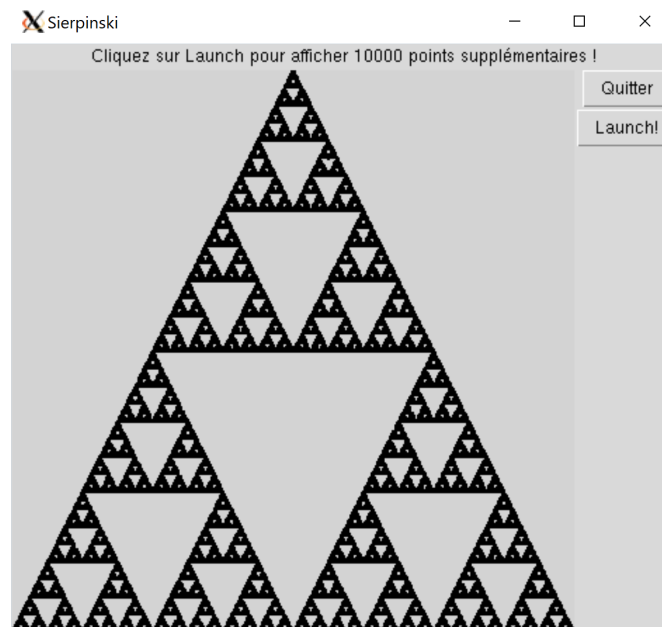 Sierpinski
Cliquez sur Launch pour afficher 10000 points supplémentaires !
Quitter
Launch!